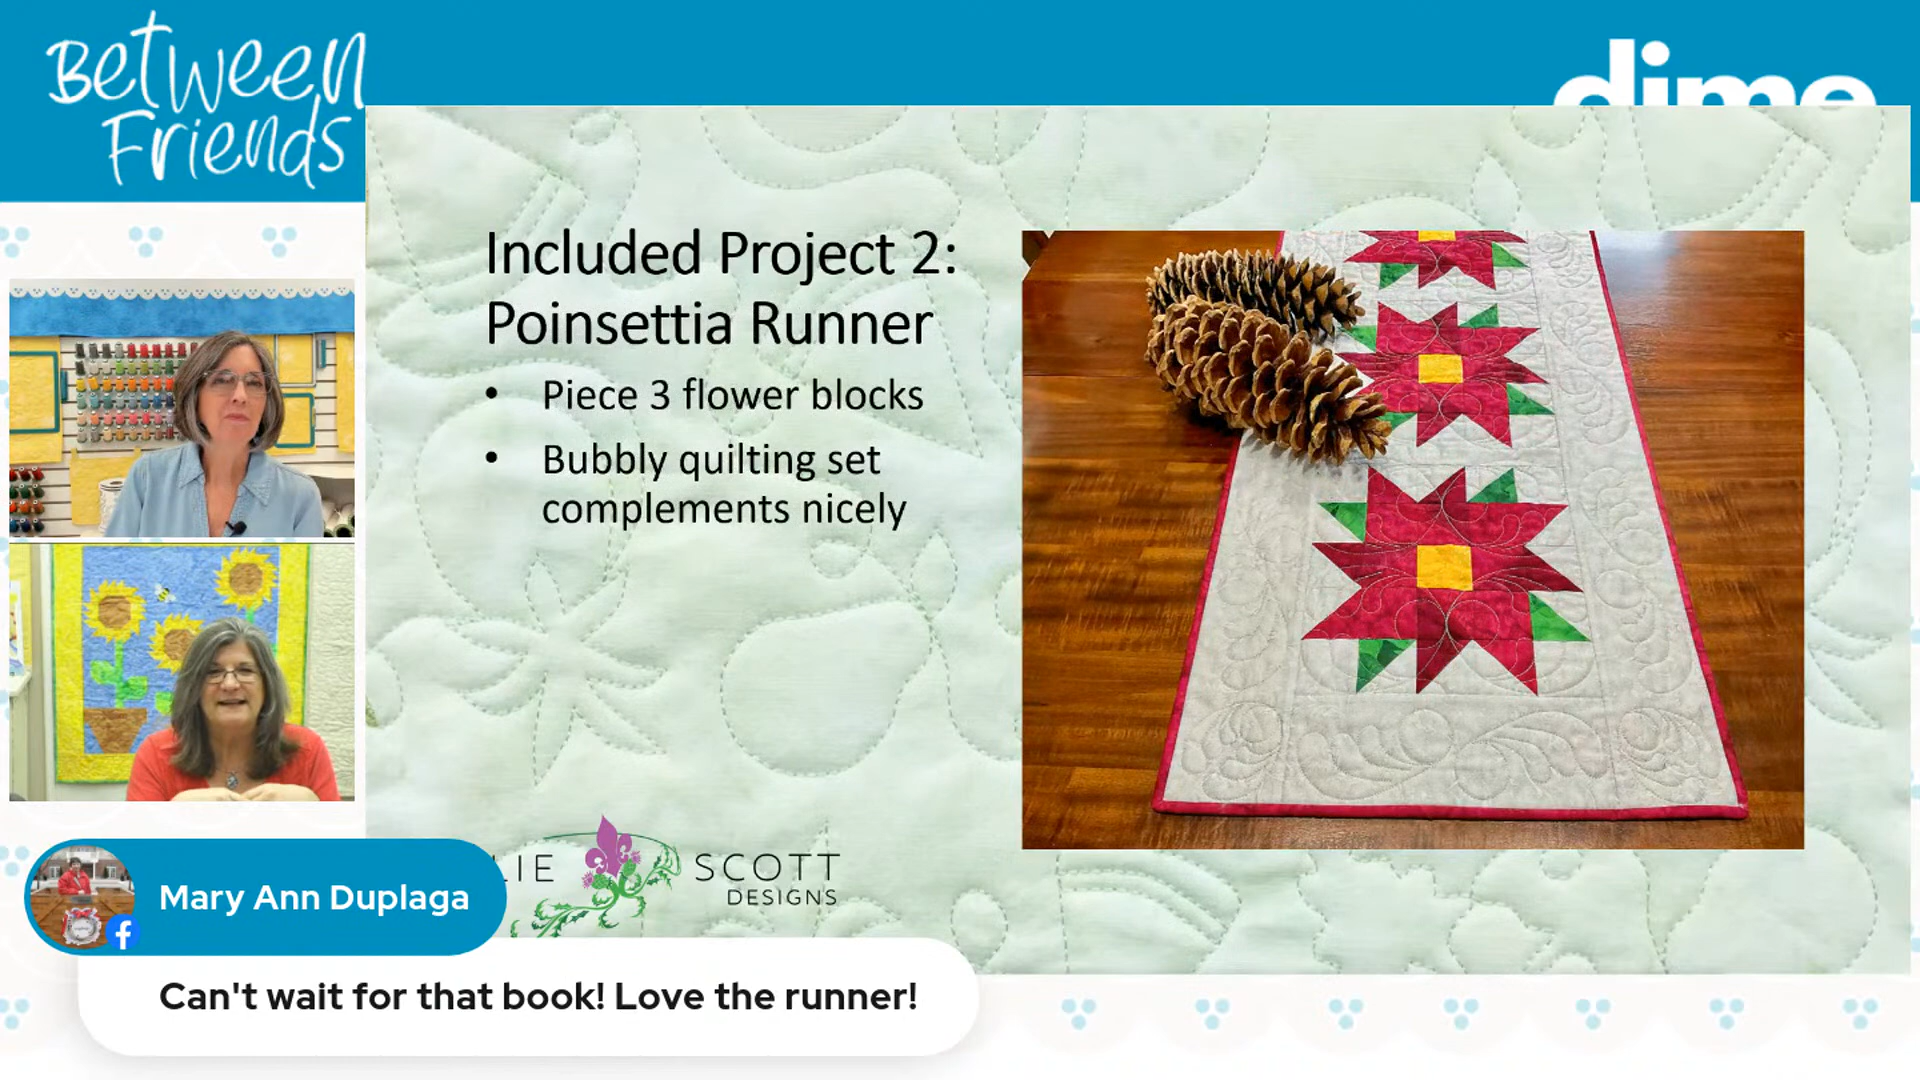 Between
Friends
dime
Included Project 2:
Poinsettia Runner
• Piece 3 flower blocks
• Bubbly quilting set
complements nicely
LIE SCOTT
DESIGNS
Mary Ann Duplaga
Can't wait for that book! Love the runner!